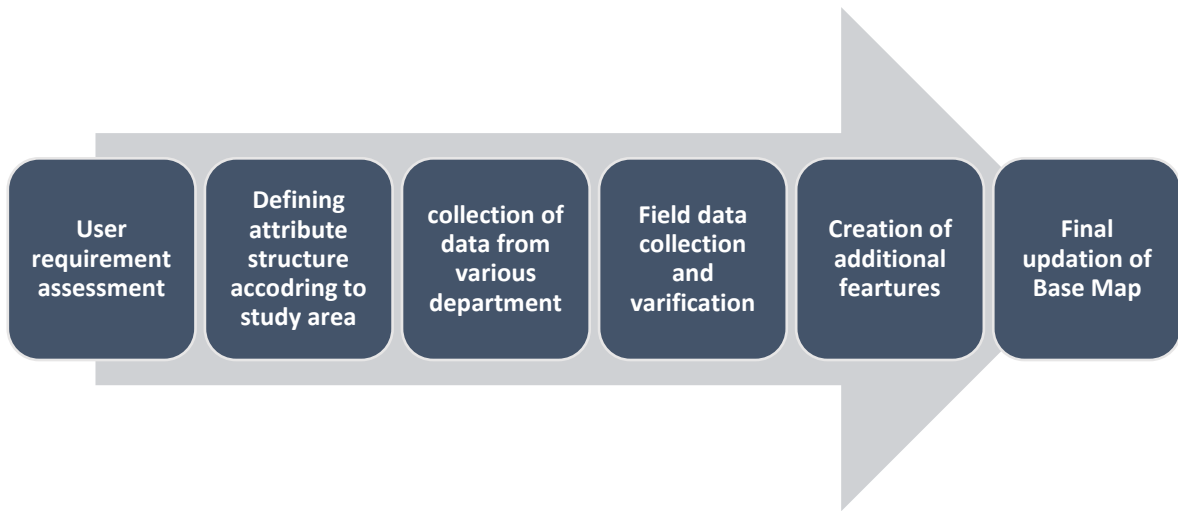 User
requirement
assessment
Defining
attribute
structure
accodring to
study area
collection of
data from
various
department
Field data
collection
and
varification
Creation of
additional
feartures
Final
updation of
Base Map